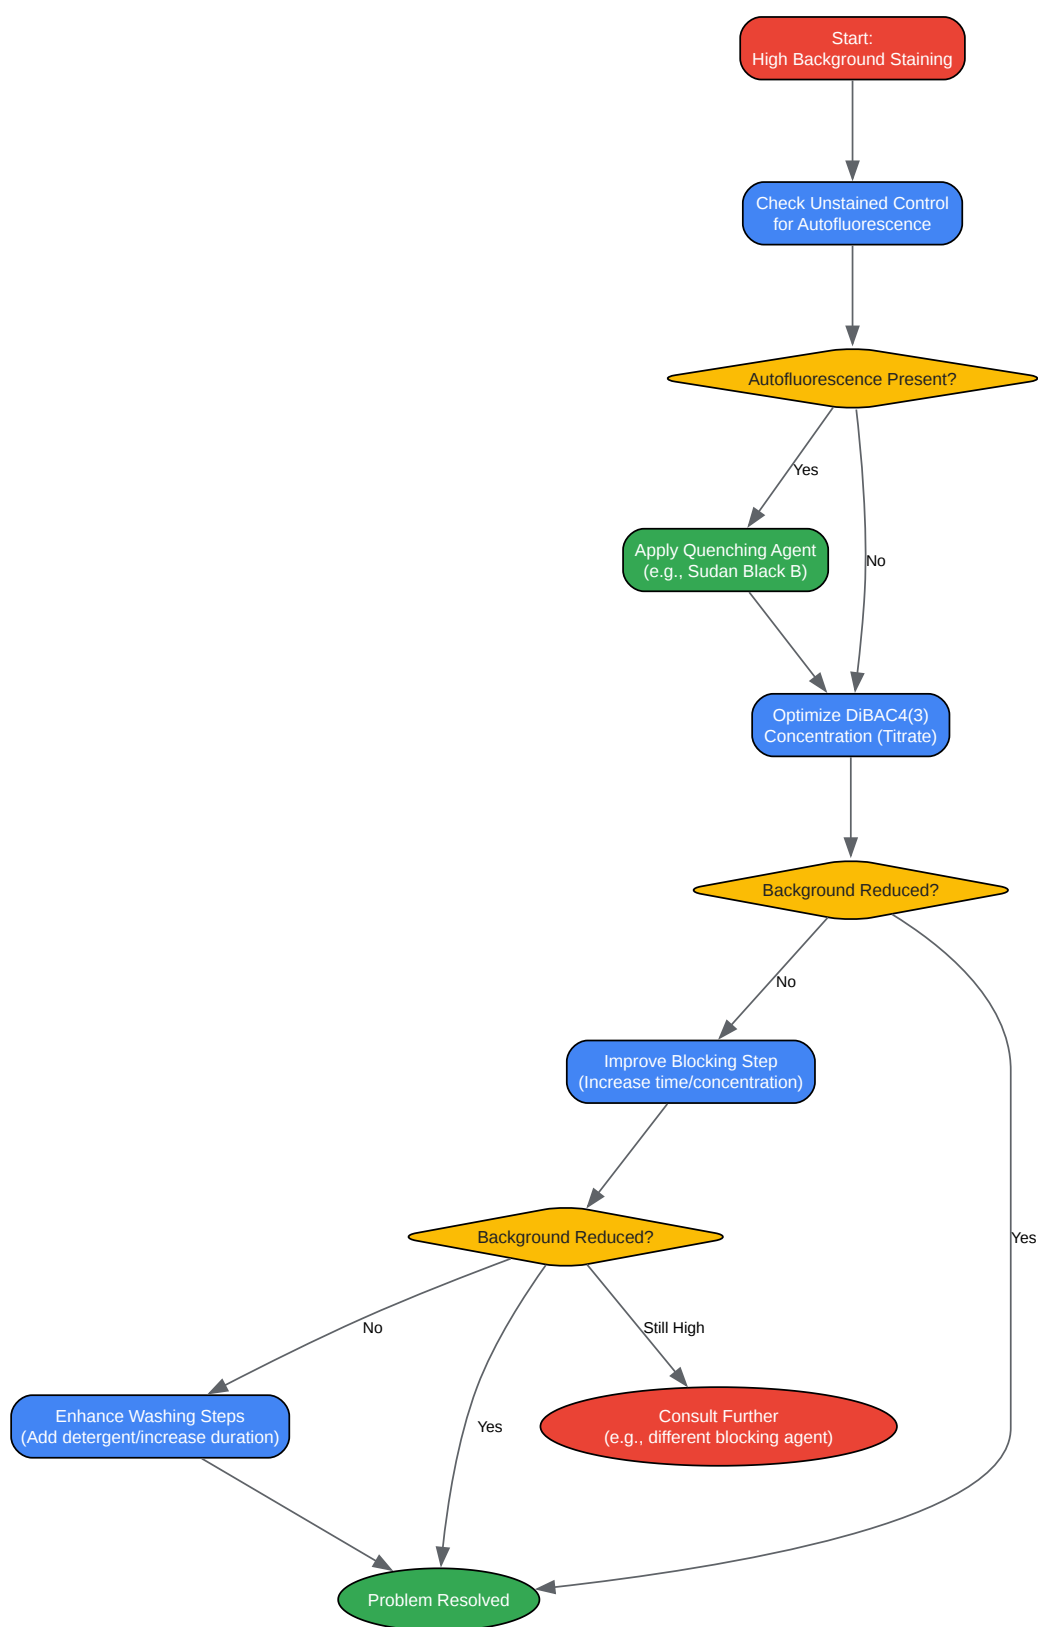 Start:
High Background Staining
Check Unstained Control
for Autofluorescence
Autofluorescence Present?
Yes
Apply Quenching Agent
(e.g., Sudan Black B)
No
Optimize DiBAC4(3)
Concentration (Titrate)
Background Reduced?
No
Improve Blocking Step
(Increase time/concentration)
Background Reduced?
Yes
No
Still High
Enhance Washing Steps
(Add detergent/increase duration)
Yes
Consult Further
(e.g., different blocking agent)
Problem Resolved